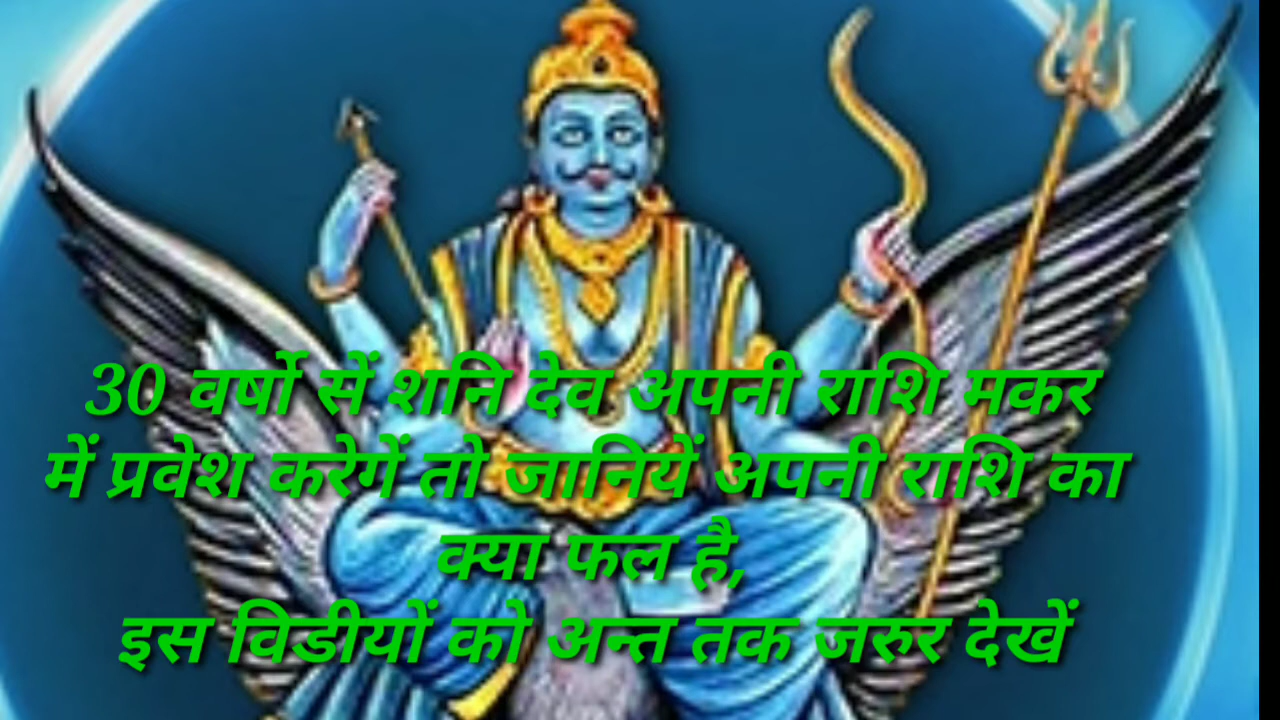 30 वर्षो सें शनि देव अपनी राशि मकर
में प्रवेश करेगें तो जानियें अपनी राशि का
क्या फल है,
इस विडीयों को अन्त तक जरुर देखें